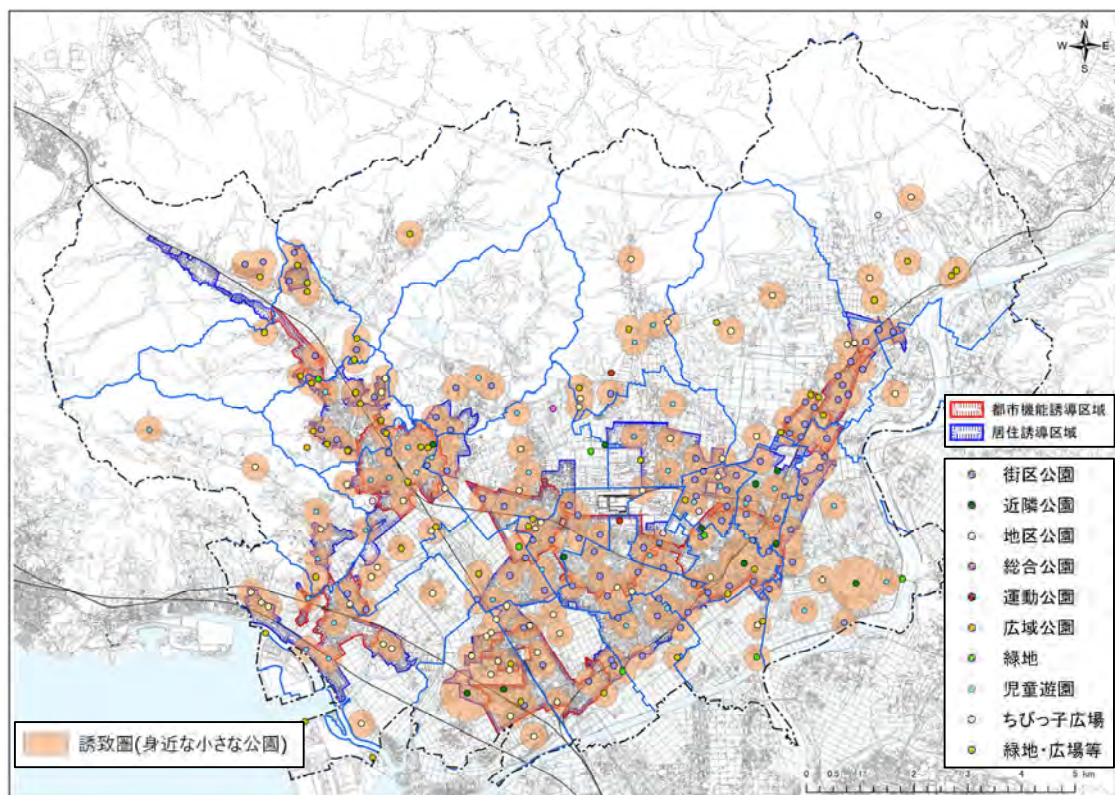 N
W E
S
都市機能誘導区域
居住誘導区域
街区公園
近隣公園
地区公園
総合公園
運動公園
広域公園
緑地
児童遊園
ちびっ子広場
緑地・広場等
誘致圏(身近な小さな公園)
0 0.5 1 2 3 4 5
km